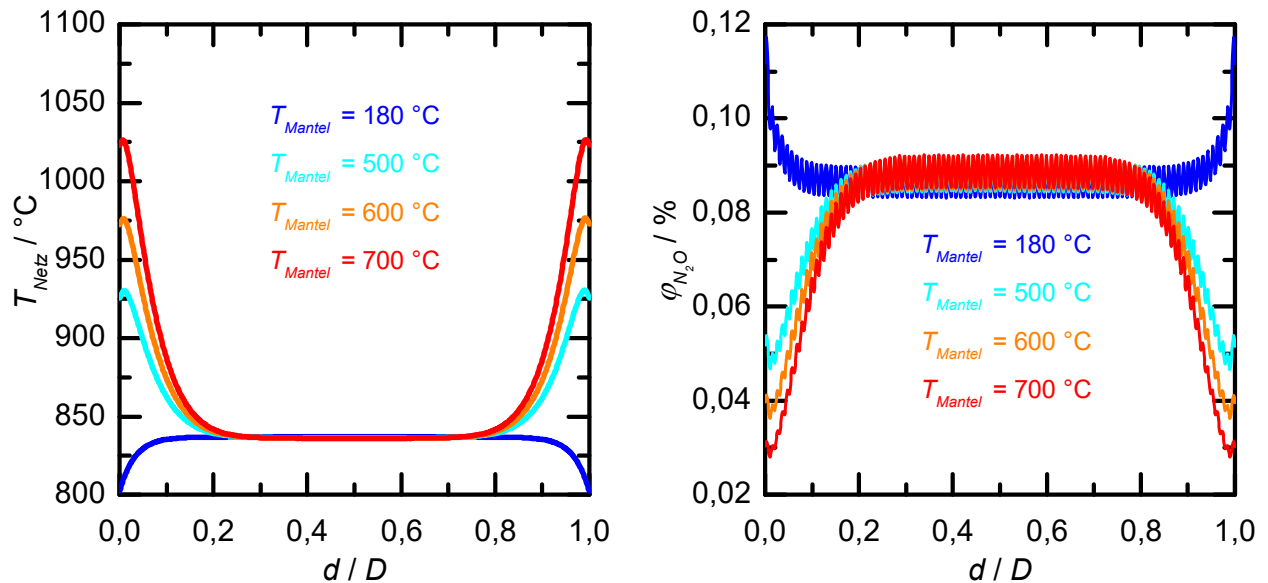 1100
1050
1000
950
900
850
800
T_Netz / °C
T_Mantel = 180 °C
T_Mantel = 500 °C
T_Mantel = 600 °C
T_Mantel = 700 °C
0,0 0,2 0,4 0,6 0,8 1,0
d / D
0,12
0,10
0,08
0,06
0,04
0,02
φ_N₂O / %
T_Mantel = 180 °C
T_Mantel = 500 °C
T_Mantel = 600 °C
T_Mantel = 700 °C
0,0 0,2 0,4 0,6 0,8 1,0
d / D